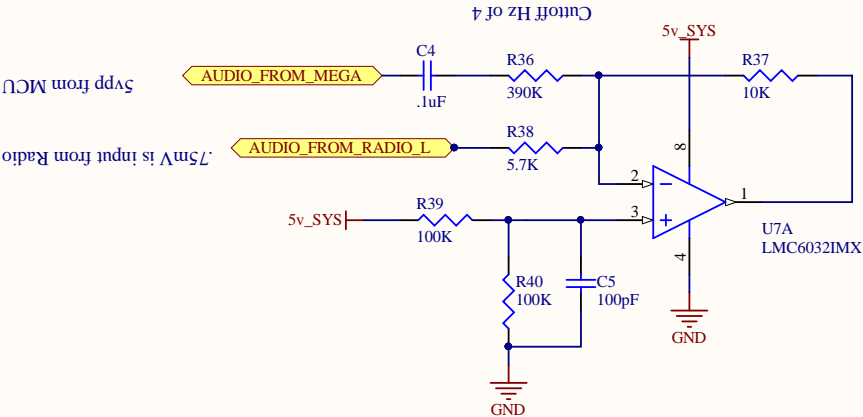 Cuttoff Hz of 4
5v_SYS
C4
R36
R37
AUDIO_FROM_MEGA
5vpp from MCU
.1uF
390K
10K
R38
AUDIO_FROM_RADIO_L
.75mV is input from Radio
5.7K
8
2
1
R39
3
5v_SYS
100K
U7A
LMC6032IMX
4
R40
C5
100K
100pF
GND
GND